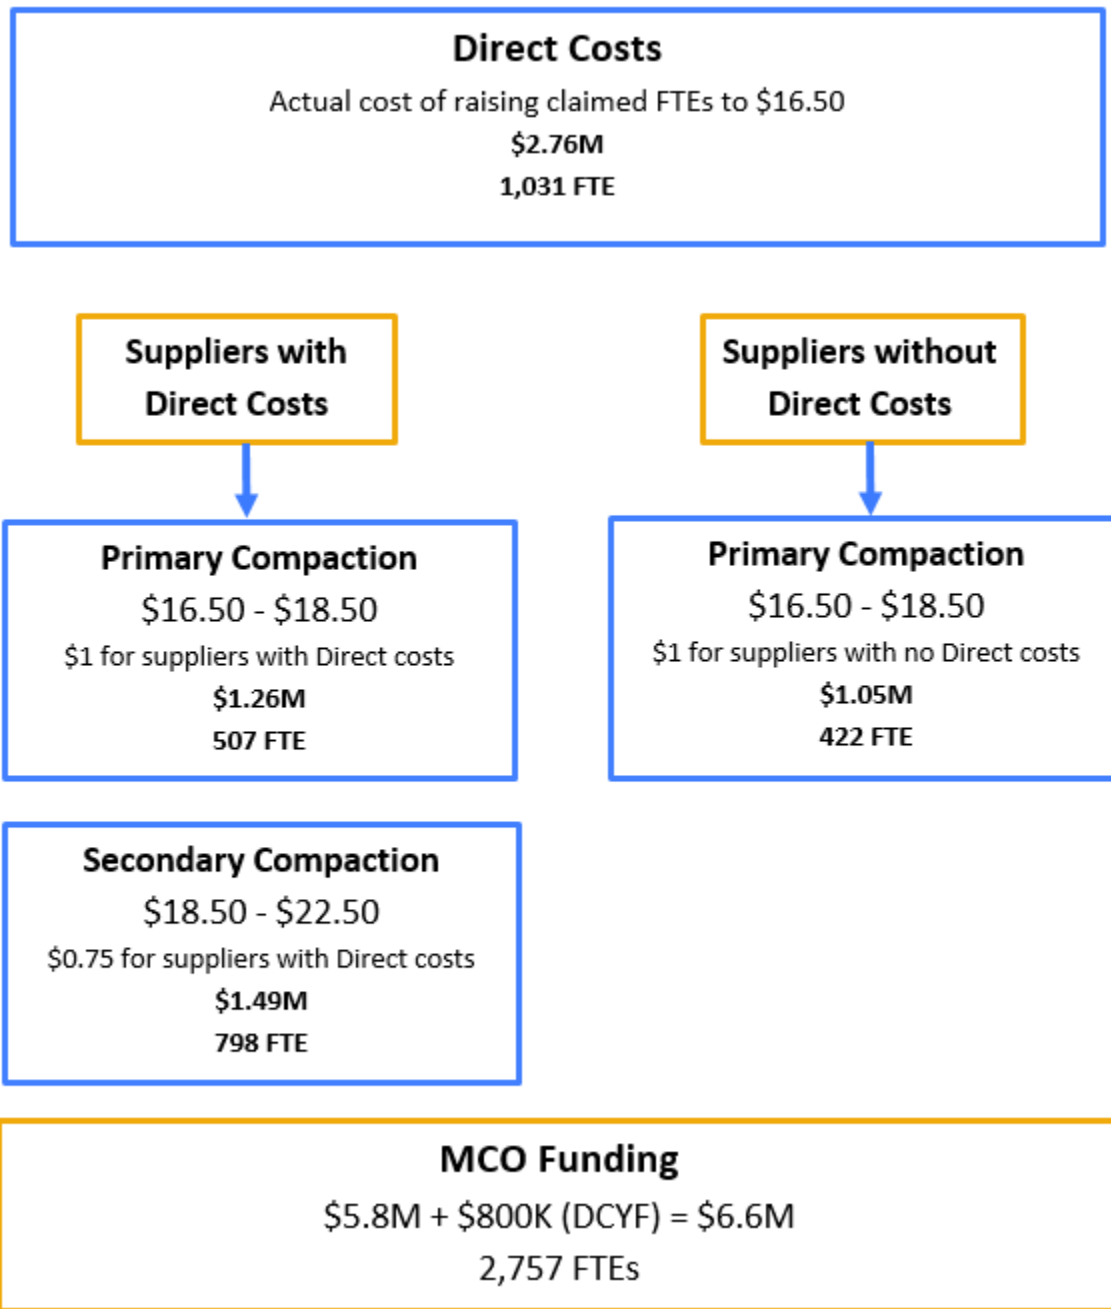 Direct Costs
Actual cost of raising claimed FTEs to $16.50
$2.76M
1,031 FTE
Suppliers with
Direct Costs
Suppliers without
Direct Costs
Primary Compaction
$16.50 - $18.50
$1 for suppliers with Direct costs
$1.26M
507 FTE
Primary Compaction
$16.50 - $18.50
$1 for suppliers with no Direct costs
$1.05M
422 FTE
Secondary Compaction
$18.50 - $22.50
$0.75 for suppliers with Direct costs
$1.49M
798 FTE
MCO Funding
$5.8M + $800K (DCYF) = $6.6M
2,757 FTEs